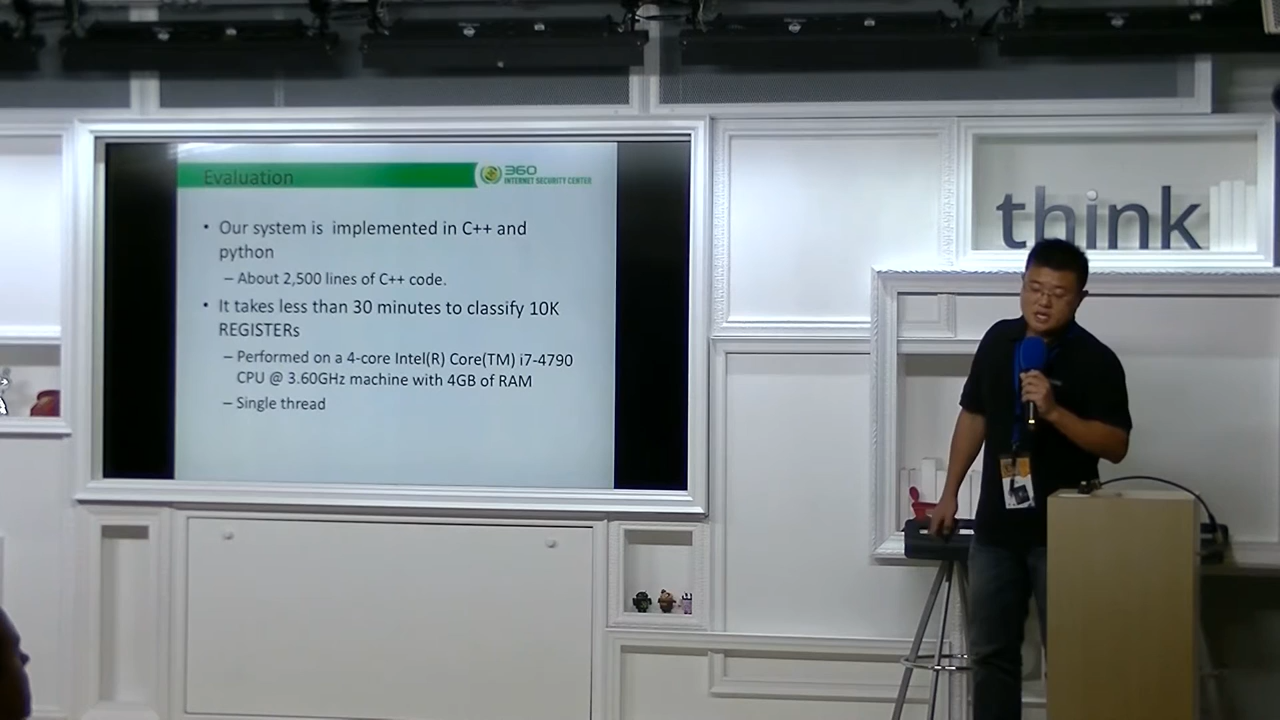 Evaluation
360
INTERNET SECURITY CENTER
• Our system is implemented in C++ and
python
– About 2,500 lines of C++ code.
• It takes less than 30 minutes to classify 10K
REGISTERs
– Performed on a 4-core Intel(R) Core(TM) i7-4790
CPU @ 3.60GHz machine with 4GB of RAM
– Single thread
think